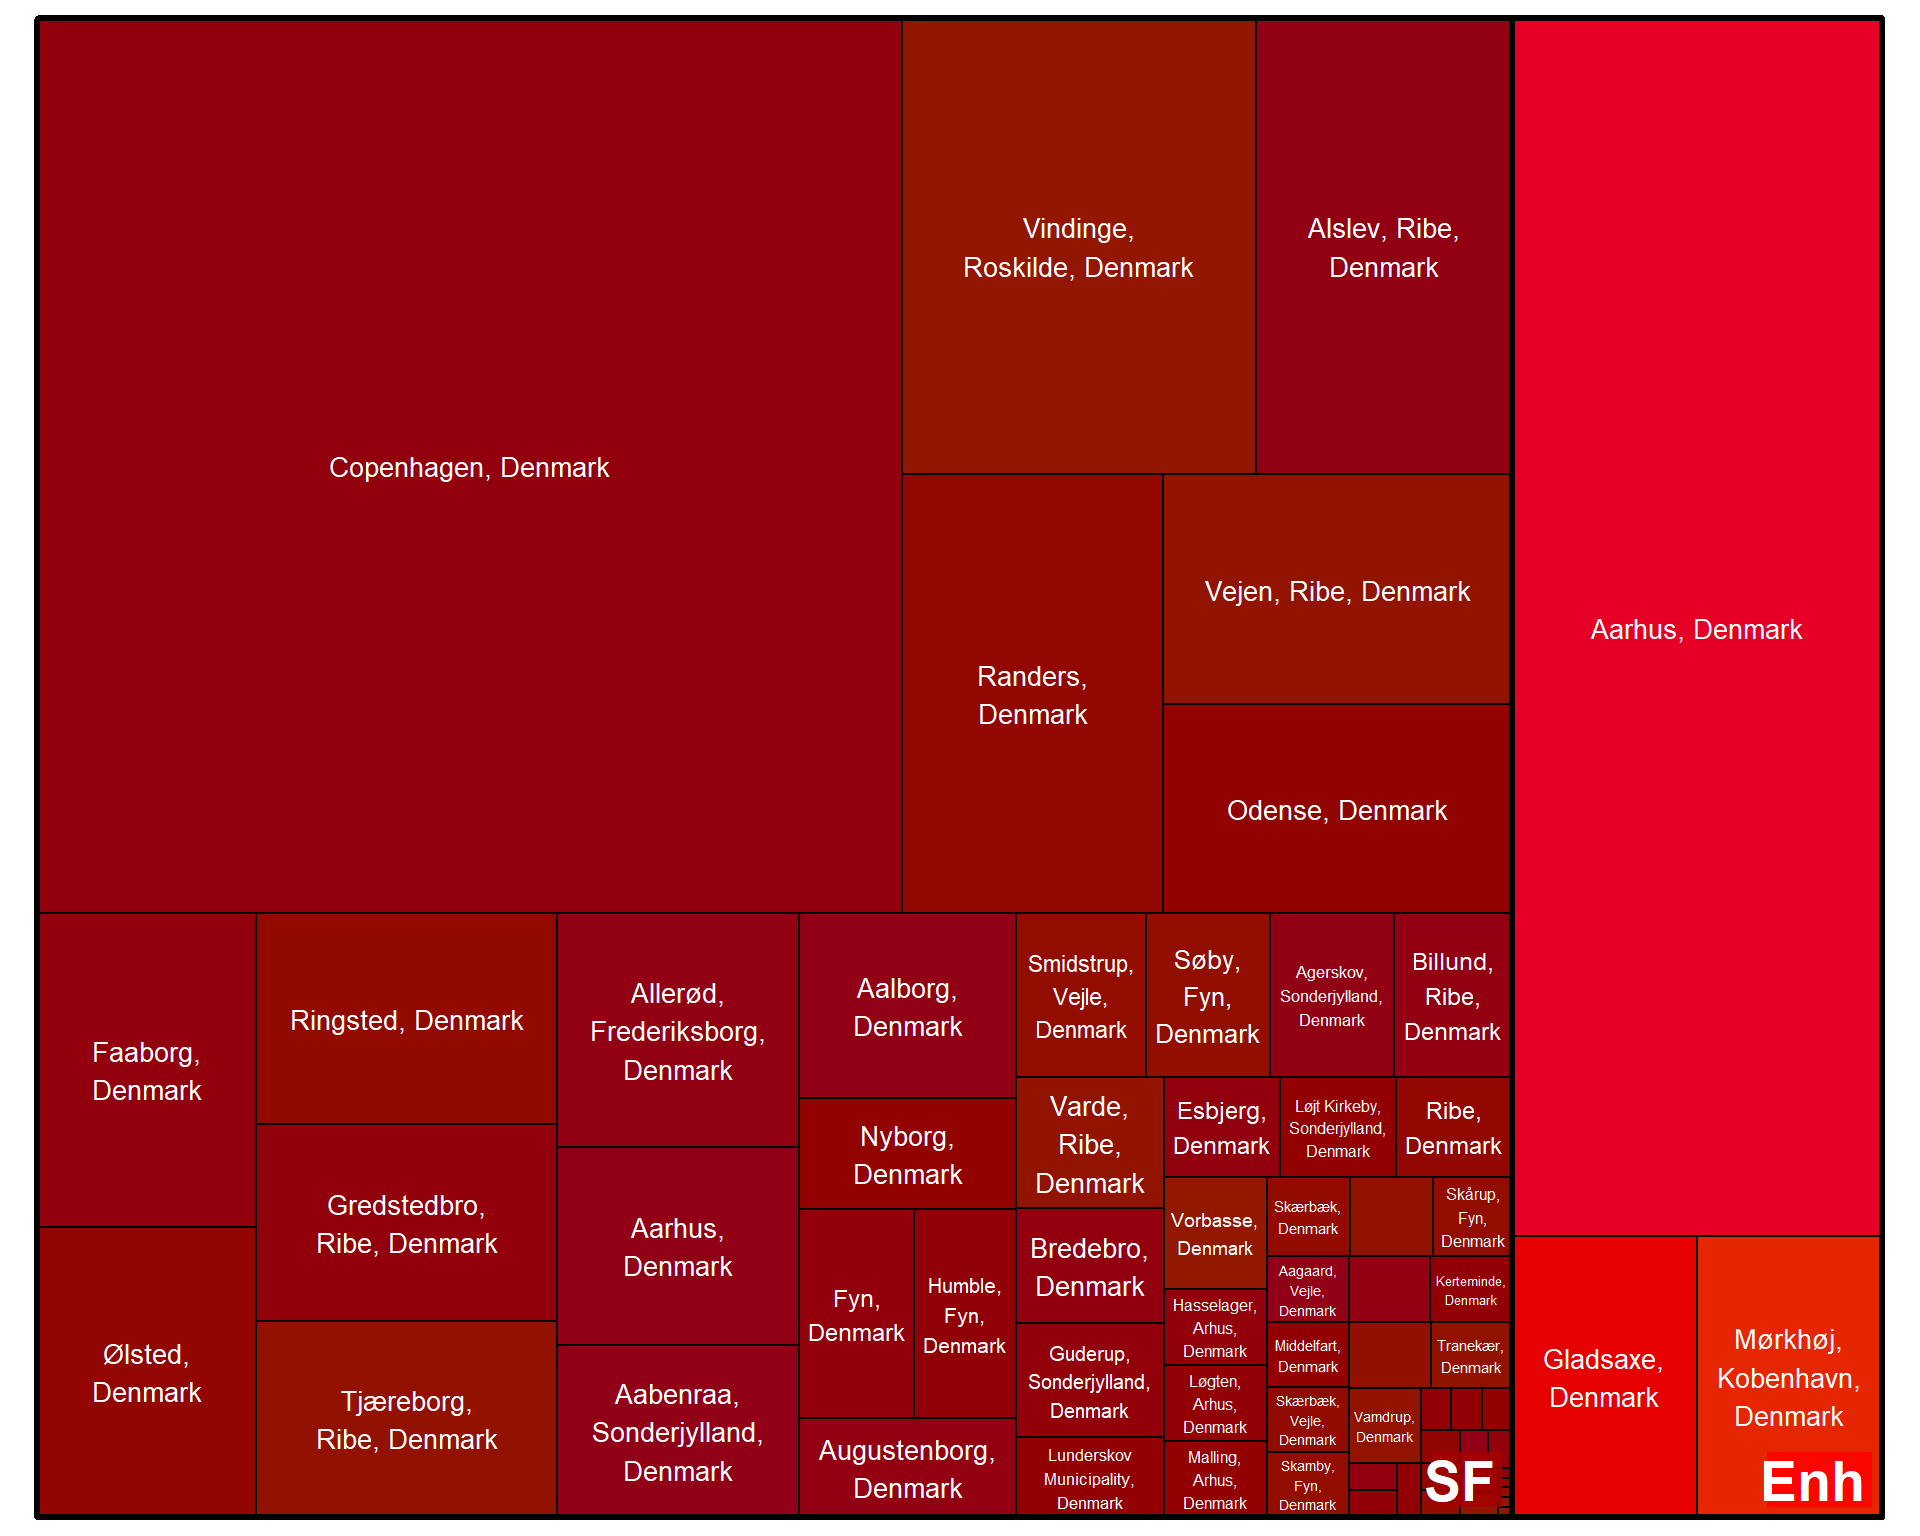 Copenhagen, Denmark
Vindinge,
Roskilde, Denmark
Alslev, Ribe,
Denmark
Randers,
Denmark
Vejen, Ribe, Denmark
Odense, Denmark
Aarhus, Denmark
Faaborg,
Denmark
Ølsted,
Denmark
Ringsted, Denmark
Gredstedbro,
Ribe, Denmark
Tjæreborg,
Ribe, Denmark
Allerød,
Frederiksborg,
Denmark
Aarhus,
Denmark
Aabenraa,
Sonderjylland,
Denmark
Aalborg,
Denmark
Nyborg,
Denmark
Fyn,
Denmark
Humble,
Fyn,
Denmark
Augustenborg,
Denmark
Smidstrup,
Vejle,
Denmark
Søby,
Fyn,
Denmark
Agerskov,
Sonderjylland,
Denmark
Billund,
Ribe,
Denmark
Varde,
Ribe,
Denmark
Bredebro,
Denmark
Guderup,
Sonderjylland,
Denmark
Lunderskov
Municipality,
Denmark
Esbjerg,
Denmark
Løjt Kirkeby,
Sonderjylland,
Denmark
Ribe,
Denmark
Vorbasse,
Denmark
Hasselager,
Arhus,
Denmark
Løgten,
Arhus,
Denmark
Malling,
Arhus,
Denmark
Skærbæk,
Denmark
Skårup,
Fyn,
Denmark
Aagaard,
Vejle,
Denmark
Kerteminde,
Denmark
Middelfart,
Denmark
Tranekær,
Denmark
Skærbæk,
Vejle,
Denmark
Vamdrup,
Denmark
Skamby,
Fyn,
Denmark
SF
Gladsaxe,
Denmark
Mørkhøj,
Kobenhavn,
Denmark
Enh